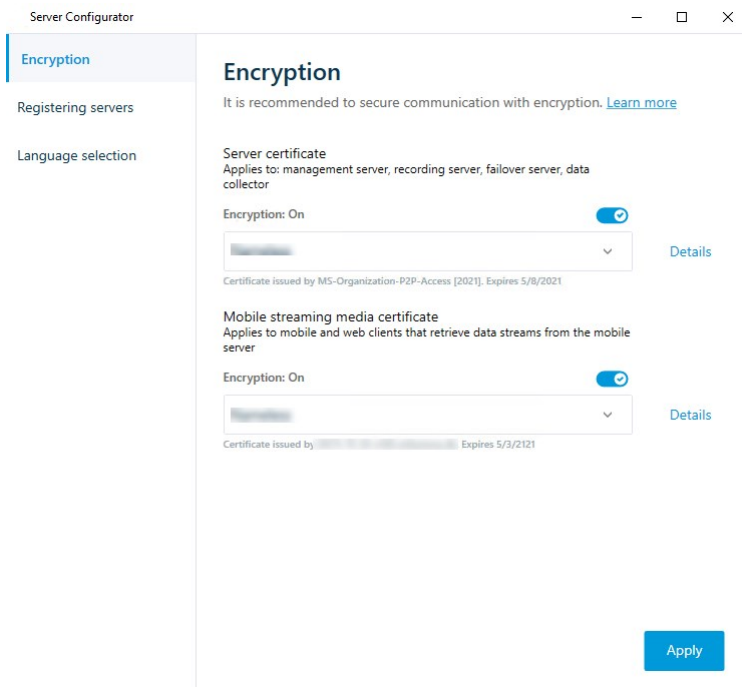 Server Configurator
Encryption
Registering servers
Language selection
Encryption
It is recommended to secure communication with encryption. Learn more
Server certificate
Applies to: management server, recording server, failover server, data
collector
Encryption: On
Details
Certificate issued by MS-Organization-P2P-Access [2021]. Expires 5/8/2021
Mobile streaming media certificate
Applies to mobile and web clients that retrieve data streams from the mobile
server
Encryption: On
Details
Certificate issued by Expires 5/3/2121
Apply